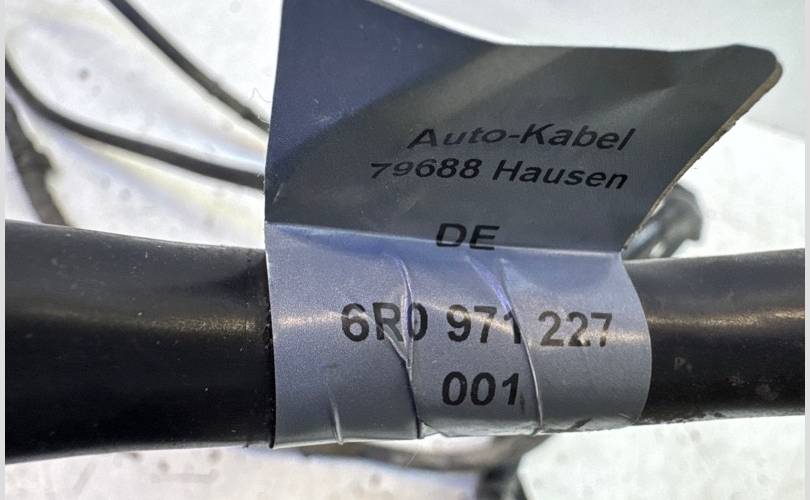 Auto-Kabel
79688 Hausen
DE
6R0 971 227
001